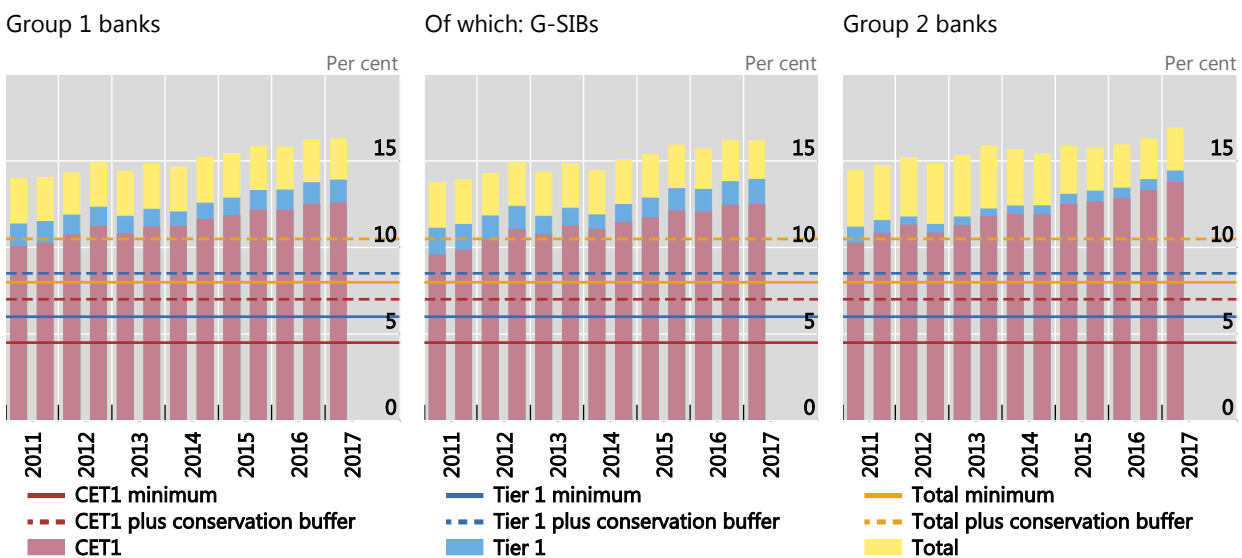 Group 1 banks
Of which: G-SIBs
Group 2 banks
Per cent
Per cent
Per cent
15
10
5
0
15
10
5
0
15
10
5
0
2011 2012 2013 2014 2015 2016 2017
2011 2012 2013 2014 2015 2016 2017
2011 2012 2013 2014 2015 2016 2017
CET1 minimum
CET1 plus conservation buffer
CET1
Tier 1 minimum
Tier 1 plus conservation buffer
Tier 1
Total minimum
Total plus conservation buffer
Total